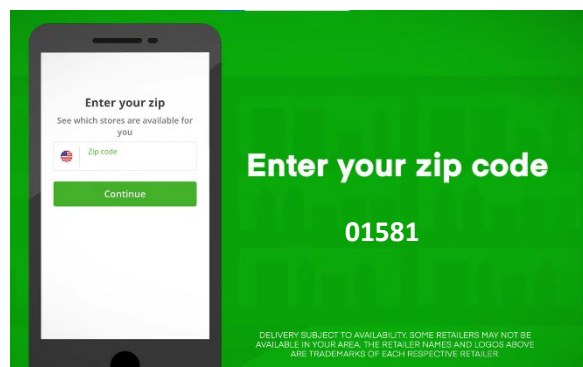 Enter your zip
See which stores are available for
you
Zip code
Continue
Enter your zip code
01581
DELIVERY SUBJECT TO AVAILABILITY. SOME RETAILERS MAY NOT BE
AVAILABLE IN YOUR AREA. THE RETAILER NAMES AND LOGOS ABOVE
ARE TRADEMARKS OF EACH RESPECTIVE RETAILER.